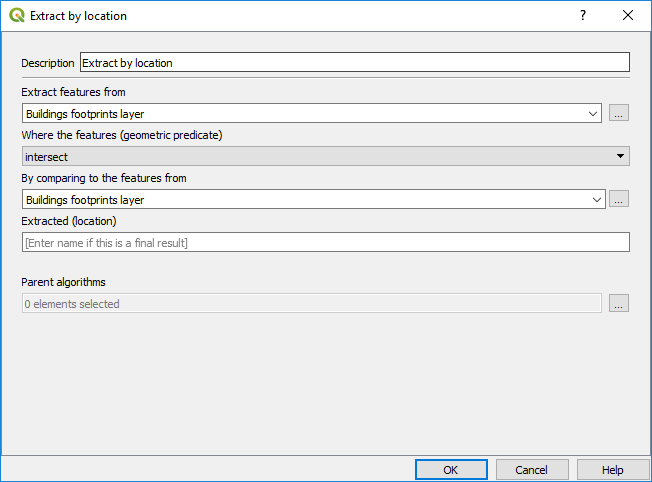 Extract by location
Description Extract by location
Extract features from
Buildings footprints layer ...
Where the features (geometric predicate)
intersect
By comparing to the features from
Buildings footprints layer ...
Extracted (location)
[Enter name if this is a final result]
Parent algorithms
0 elements selected ...
OK Cancel Help